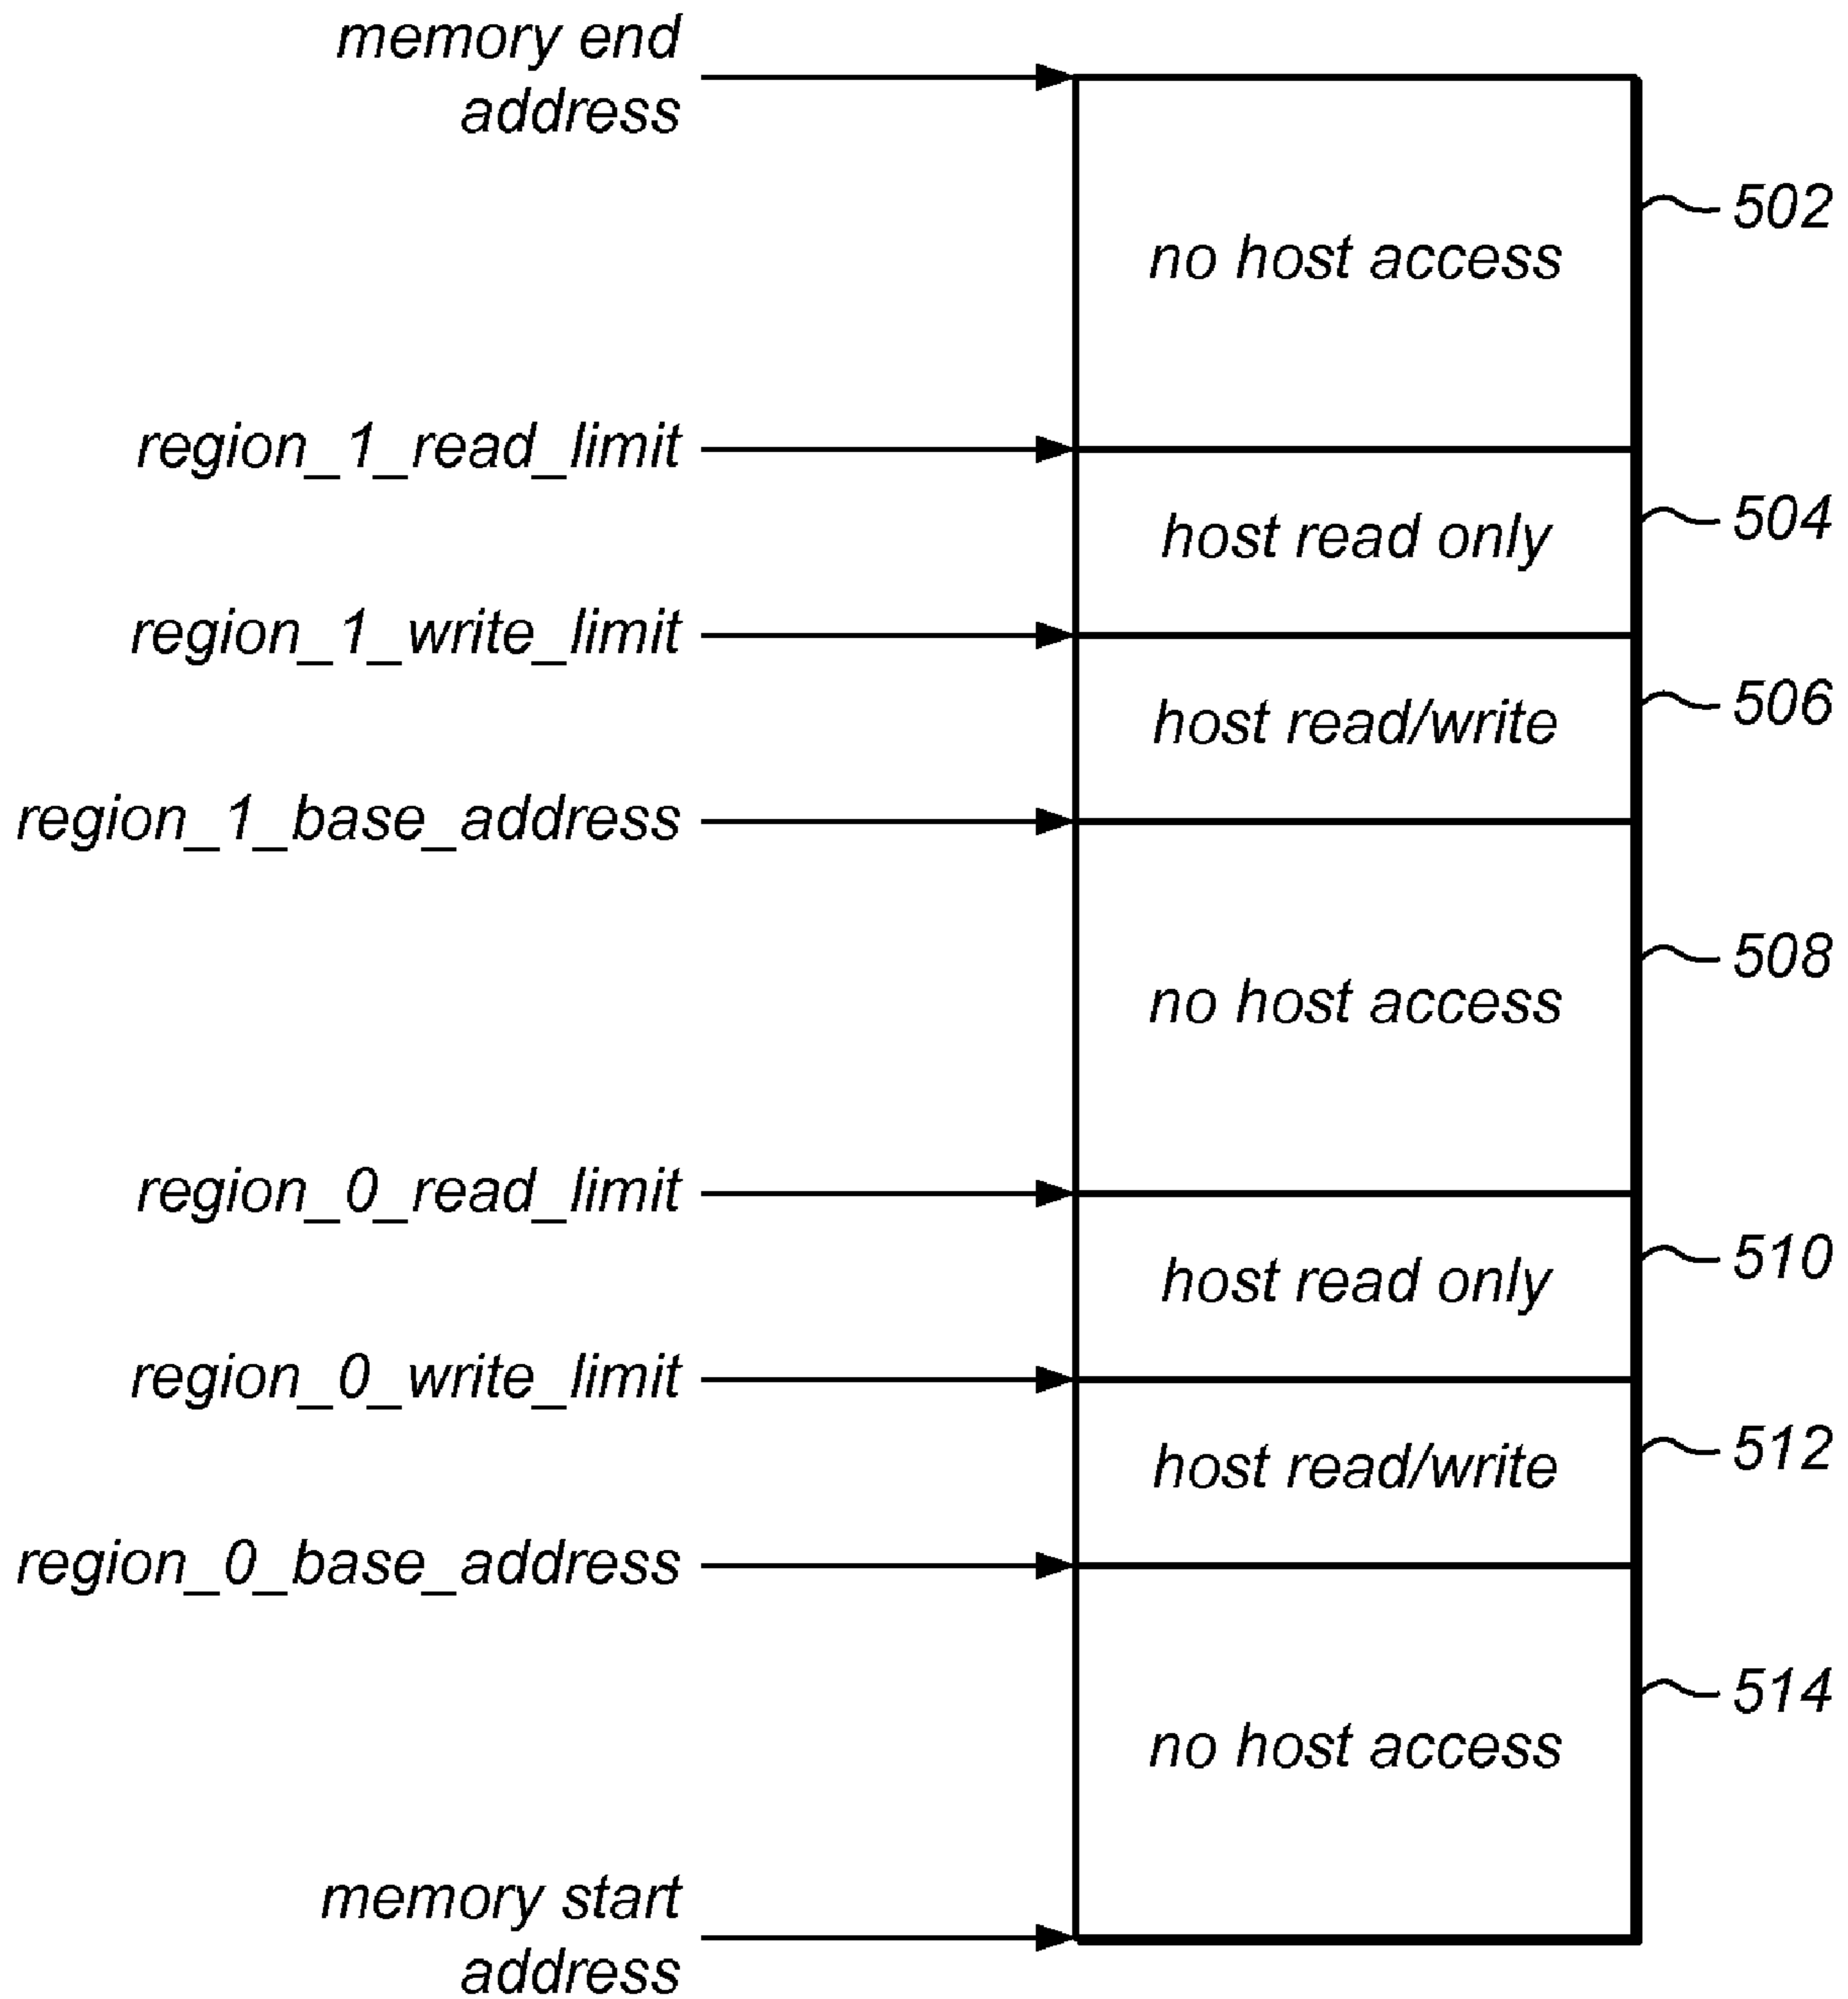 memory end
address
502
no host access
region_1_read_limit
504
host read only
region_1_write_limit
506
host read/write
region_1_base_address
508
no host access
region_0_read_limit
510
host read only
region_0_write_limit
512
host read/write
region_0_base_address
514
no host access
memory start
address